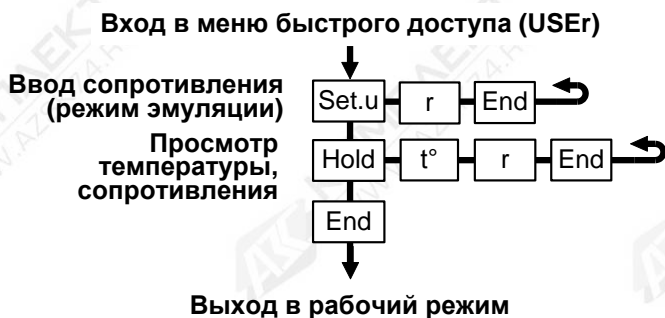 Вход в меню быстрого доступа (USEr)
Ввод сопротивления
(режим эмуляции)
Set.u r End
Просмотр
температуры,
сопротивления
Hold t° r End
End
Выход в рабочий режим